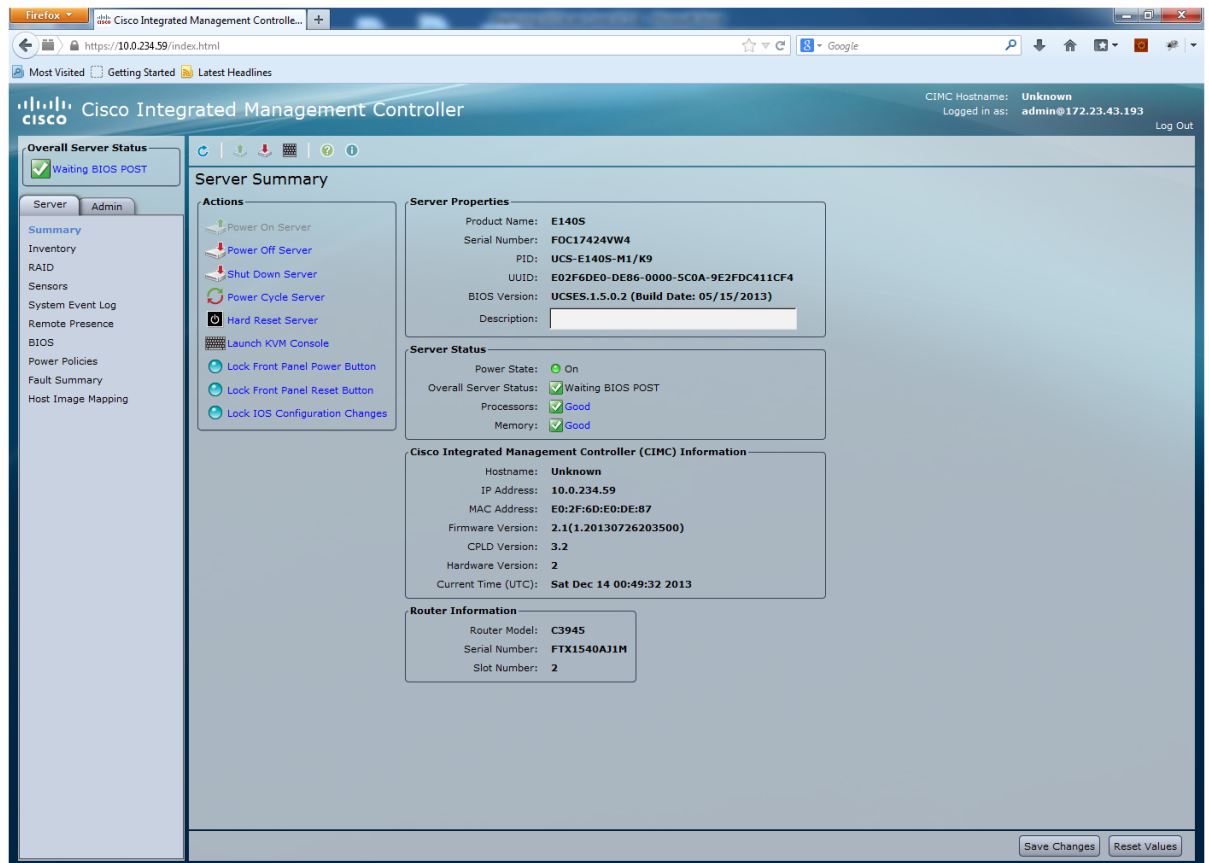 Firefox
Cisco Integrated Management Controlle...
https://10.0.234.59/index.html
Google
Most Visited Getting Started Latest Headlines
CISCO
Cisco Integrated Management Controller
CIMC Hostname: Unknown
Logged in as: admin@172.23.43.193
Log Out
Overall Server Status
Waiting BIOS POST
Server Admin
Summary
Inventory
RAID
Sensors
System Event Log
Remote Presence
BIOS
Power Policies
Fault Summary
Host Image Mapping
Server Summary
Actions
Power On Server
Power Off Server
Shut Down Server
Power Cycle Server
Hard Reset Server
Launch KVM Console
Lock Front Panel Power Button
Lock Front Panel Reset Button
Lock IOS Configuration Changes
Server Properties
Product Name: E140S
Serial Number: FOC17424VW4
PID: UCS-E140S-M1/K9
UUID: E02F6DE0-DE86-0000-5C0A-9E2FDC411CF4
BIOS Version: UCSES.1.5.0.2 (Build Date: 05/15/2013)
Description:
Server Status
Power State: On
Overall Server Status: Waiting BIOS POST
Processors: Good
Memory: Good
Cisco Integrated Management Controller (CIMC) Information
Hostname: Unknown
IP Address: 10.0.234.59
MAC Address: E0:2F:6D:E0:DE:87
Firmware Version: 2.1(1.20130726203500)
CPLD Version: 3.2
Hardware Version: 2
Current Time (UTC): Sat Dec 14 00:49:32 2013
Router Information
Router Model: C3945
Serial Number: FTX1540AJ1M
Slot Number: 2
Save Changes Reset Values